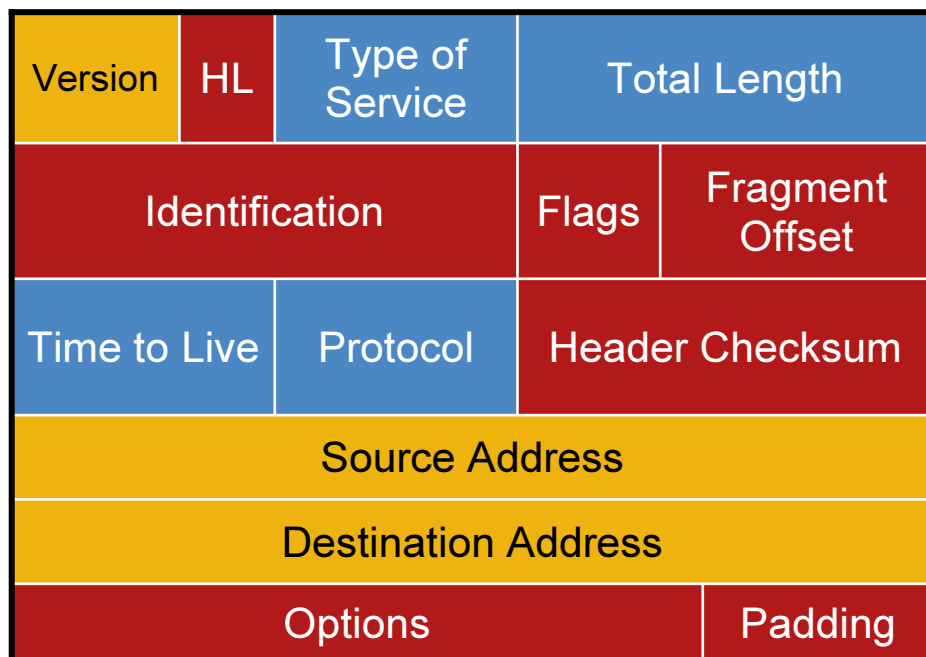 Version
HL
Type of
Service
Total Length
Identification
Flags
Fragment
Offset
Time to Live
Protocol
Header Checksum
Source Address
Destination Address
Options
Padding